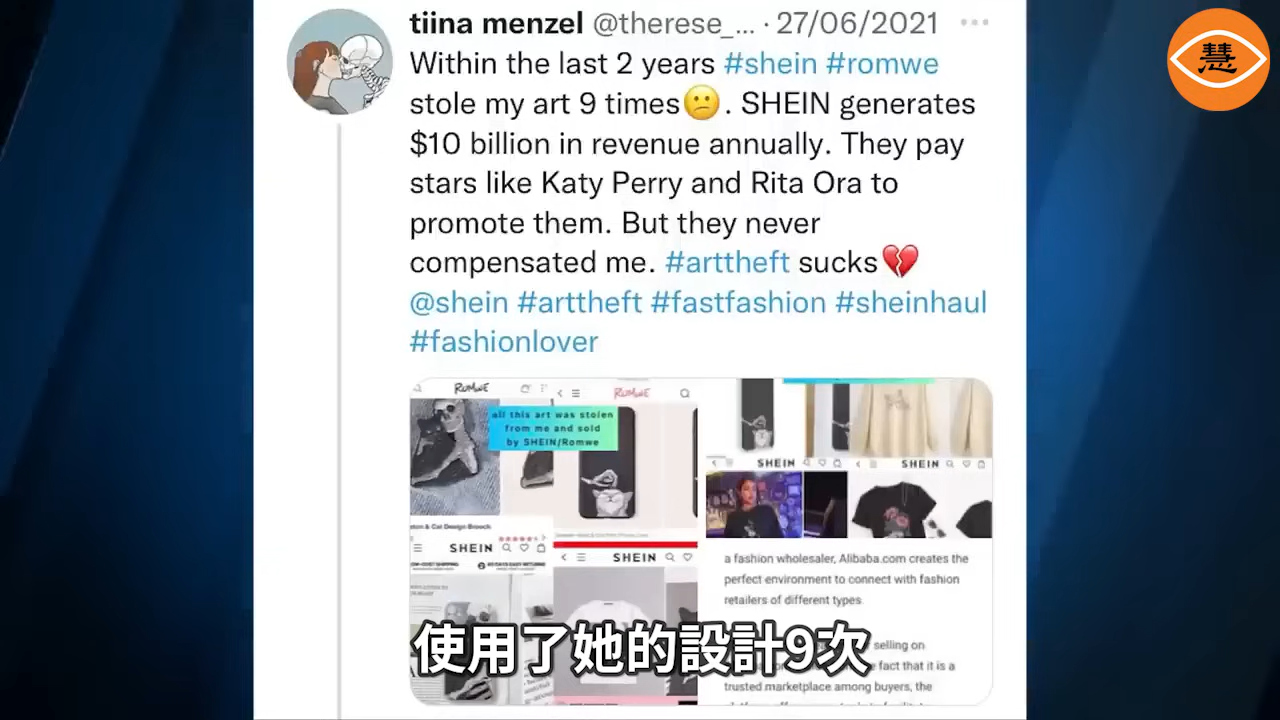 tiina menzel @therese_... · 27/06/2021 ···
慧
Within the last 2 years #shein #romwe
stole my art 9 times😕. SHEIN generates
$10 billion in revenue annually. They pay
stars like Katy Perry and Rita Ora to
promote them. But they never
compensated me. #arttheft sucks💔
@shein #arttheft #fastfashion #sheinhaul
#fashionlover
ROMWE
ROMWE
all this art was stolen
from me and sold
by SHEIN/Romwe
& Cat Design Brooch
SHEIN
SHEIN
SHEIN
SHEIN
a fashion wholesaler, Alibaba.com creates the
perfect environment to connect with fashion
retailers of different types.
selling on
fact that it is a
trusted marketplace among buyers, the
使用了她的設計9次